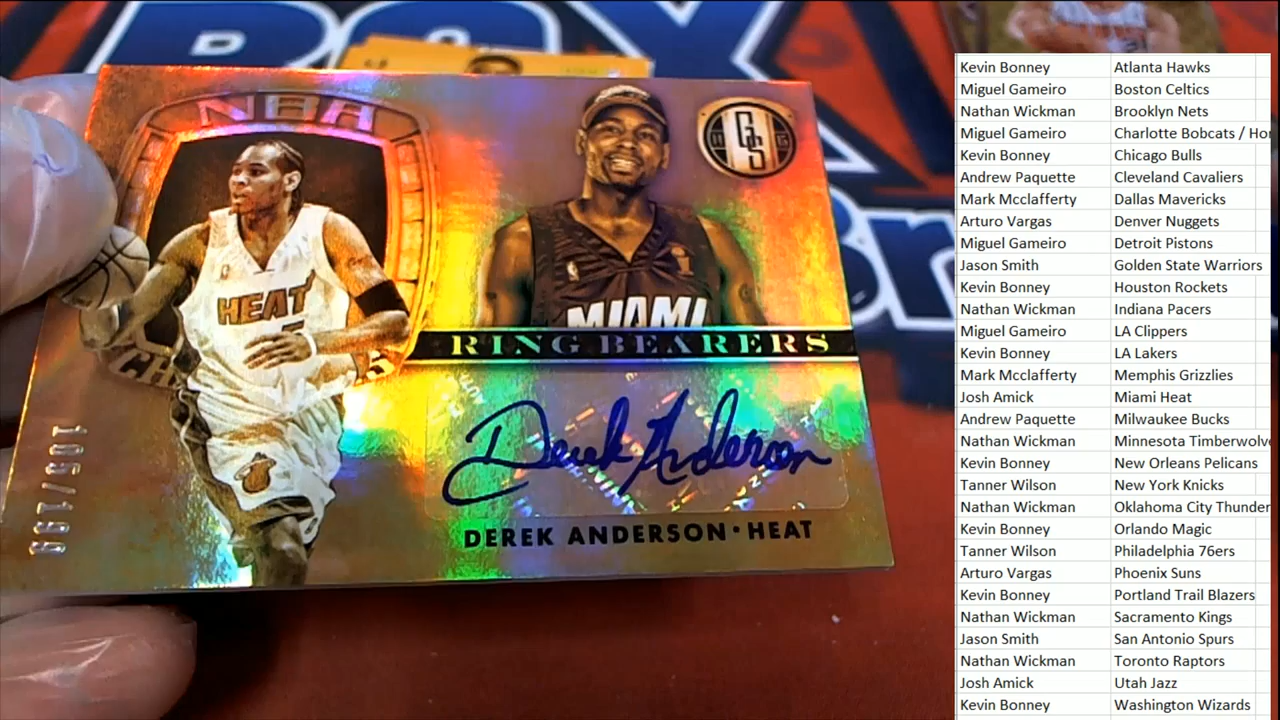 NBA
GS
HEAT
MIAMI
RING BEARERS
Derek Anderson
DEREK ANDERSON • HEAT
105/199
Kevin Bonney Atlanta Hawks
Miguel Gameiro Boston Celtics
Nathan Wickman Brooklyn Nets
Miguel Gameiro Charlotte Bobcats / Hor
Kevin Bonney Chicago Bulls
Andrew Paquette Cleveland Cavaliers
Mark Mcclafferty Dallas Mavericks
Arturo Vargas Denver Nuggets
Miguel Gameiro Detroit Pistons
Jason Smith Golden State Warriors
Kevin Bonney Houston Rockets
Nathan Wickman Indiana Pacers
Miguel Gameiro LA Clippers
Kevin Bonney LA Lakers
Mark Mcclafferty Memphis Grizzlies
Josh Amick Miami Heat
Andrew Paquette Milwaukee Bucks
Nathan Wickman Minnesota Timberwolve
Kevin Bonney New Orleans Pelicans
Tanner Wilson New York Knicks
Nathan Wickman Oklahoma City Thunder
Kevin Bonney Orlando Magic
Tanner Wilson Philadelphia 76ers
Arturo Vargas Phoenix Suns
Kevin Bonney Portland Trail Blazers
Nathan Wickman Sacramento Kings
Jason Smith San Antonio Spurs
Nathan Wickman Toronto Raptors
Josh Amick Utah Jazz
Kevin Bonney Washington Wizards